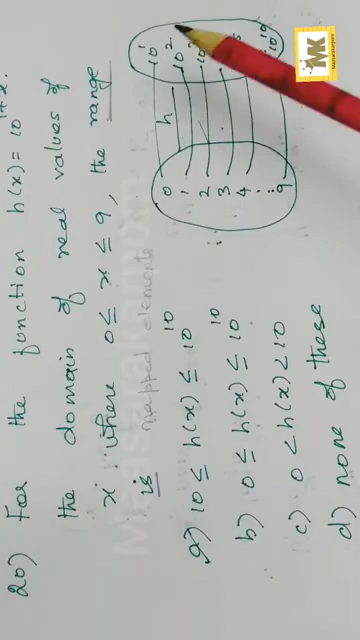 20) For the function h(x) = 10^{1+x}
the domain of real values of
x where 0 ≤ x ≤ 9, the range
is mapped elements
a) 10 ≤ h(x) ≤ 10^{10}
b) 0 ≤ h(x) ≤ 10^{10}
c) 0 < h(x) < 10
d) none of these
h
0 10^1
1 10^2
2
3
4
9 10^{10}
MK